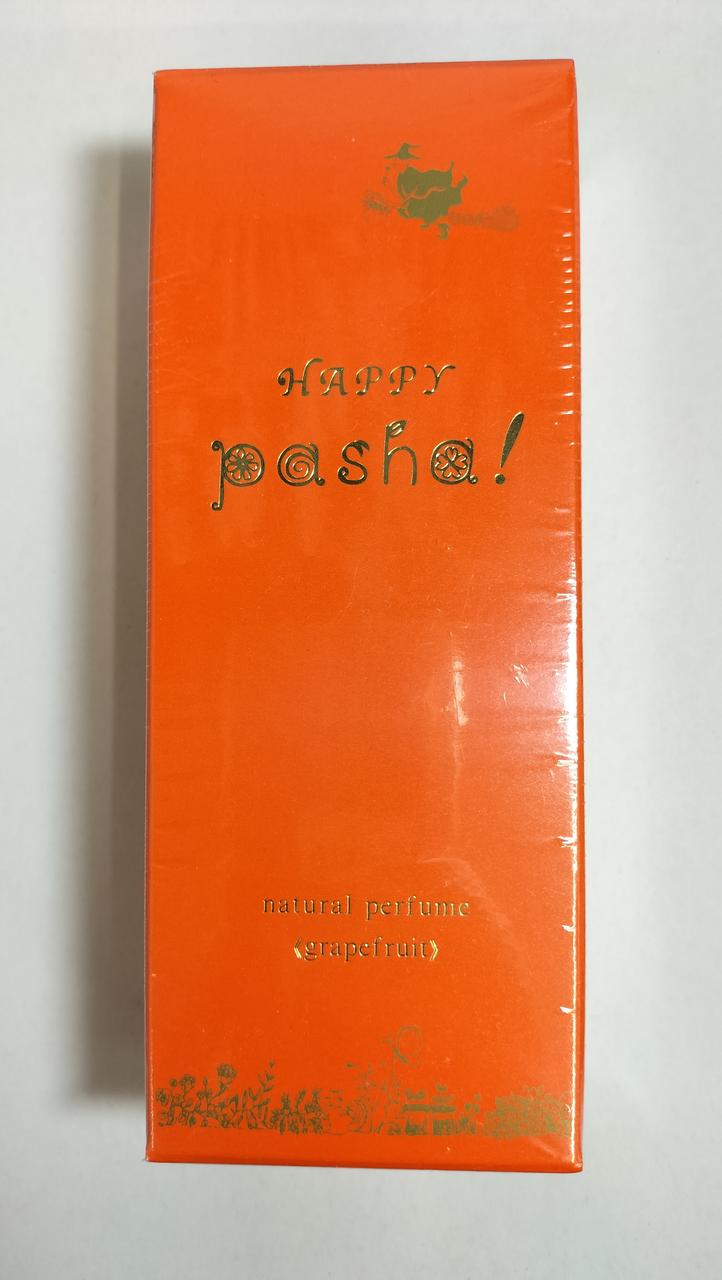 HAPPY
pasha!
natural perfume
《grapefruit》